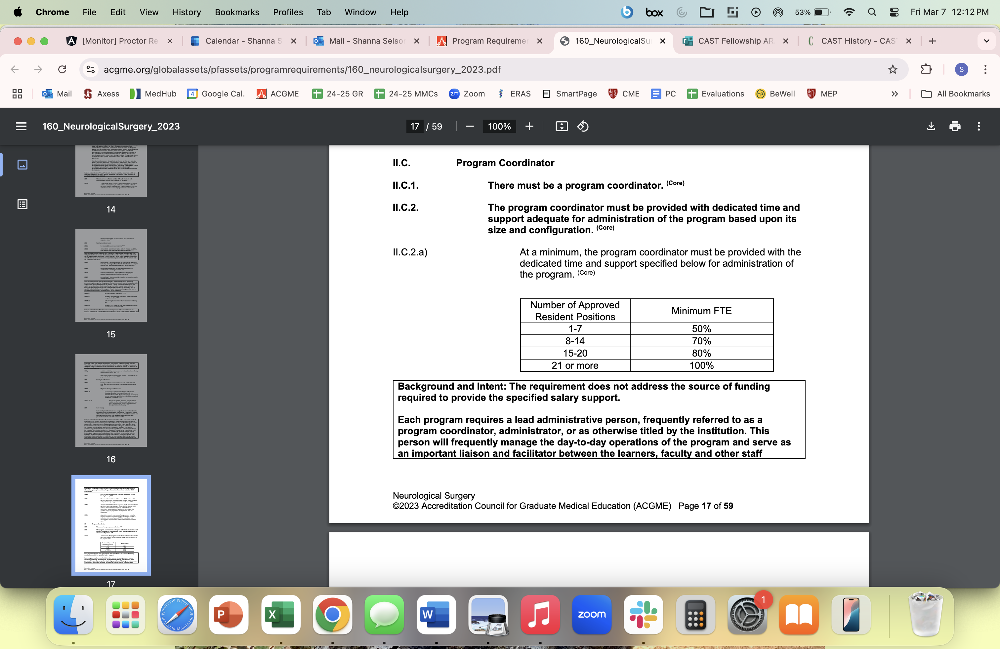 Chrome File Edit View History Bookmarks Profiles Tab Window Help box 53% Fri Mar 7 12:12 PM
[Monitor] Proctor Re Calendar - Shanna S Mail - Shanna Selso Program Requiremer 160_NeurologicalSu CAST Fellowship AR CAST History - CAS
acgme.org/globalassets/pfassets/programrequirements/160_neurologicalsurgery_2023.pdf S
Mail Axess MedHub 4 Google Cal. ACGME 24-25 GR 24-25 MMCs zm Zoom ERAS SmartPage CME PC Evaluations BeWell MEP All Bookmarks
160_NeurologicalSurgery_2023 17 / 59 100%
14
15
16
17
II.C. Program Coordinator
II.C.1. There must be a program coordinator. (Core)
II.C.2. The program coordinator must be provided with dedicated time and
support adequate for administration of the program based upon its
size and configuration. (Core)
II.C.2.a) At a minimum, the program coordinator must be provided with the
dedicated time and support specified below for administration of
the program. (Core)
Number of Approved
Resident Positions Minimum FTE
1-7 50%
8-14 70%
15-20 80%
21 or more 100%
Background and Intent: The requirement does not address the source of funding
required to provide the specified salary support.
Each program requires a lead administrative person, frequently referred to as a
program coordinator, administrator, or as otherwise titled by the institution. This
person will frequently manage the day-to-day operations of the program and serve as
an important liaison and facilitator between the learners, faculty and other staff
Neurological Surgery
©2023 Accreditation Council for Graduate Medical Education (ACGME) Page 17 of 59
P X W zoom 1